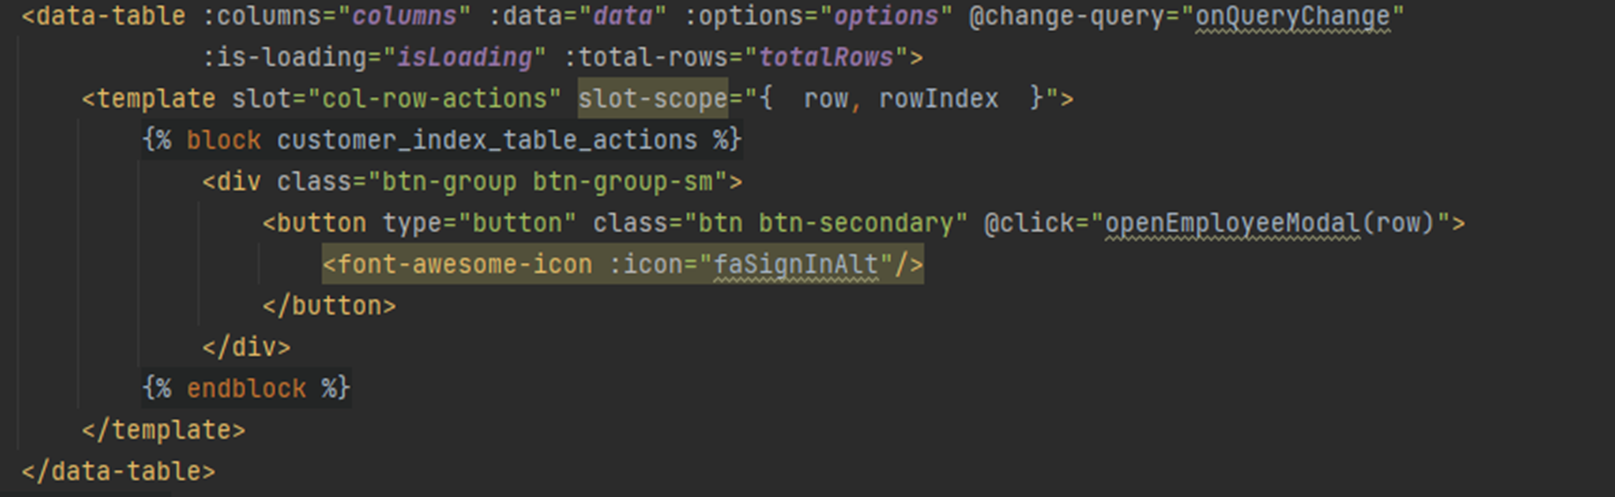 <data-table :columns="columns" :data="data" :options="options" @change-query="onQueryChange"
:is-loading="isLoading" :total-rows="totalRows">
<template slot="col-row-actions" slot-scope="{  row, rowIndex  }">
{% block customer_index_table_actions %}
<div class="btn-group btn-group-sm">
<button type="button" class="btn btn-secondary" @click="openEmployeeModal(row)">
<font-awesome-icon :icon="faSignInAlt"/>
</button>
</div>
{% endblock %}
</template>
</data-table>